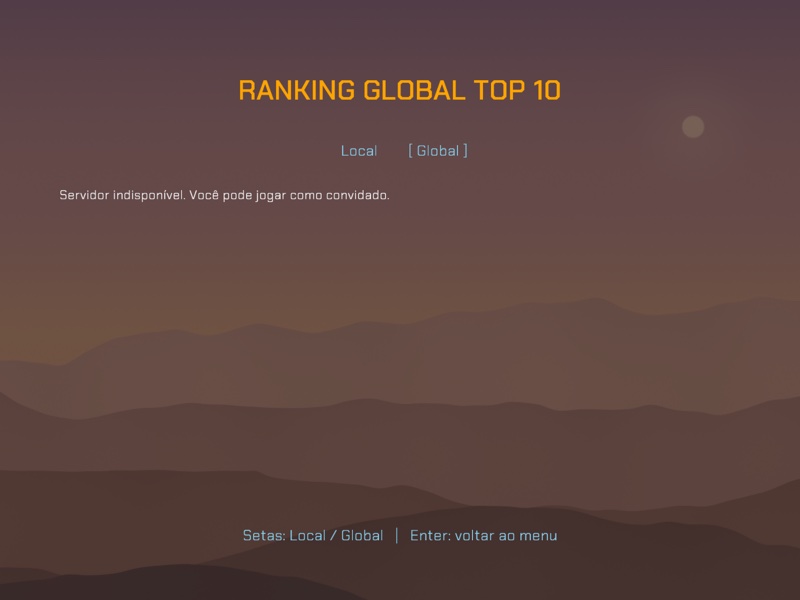 RANKING GLOBAL TOP 10
Local [ Global ]
Servidor indisponível. Você pode jogar como convidado.
Setas: Local / Global | Enter: voltar ao menu